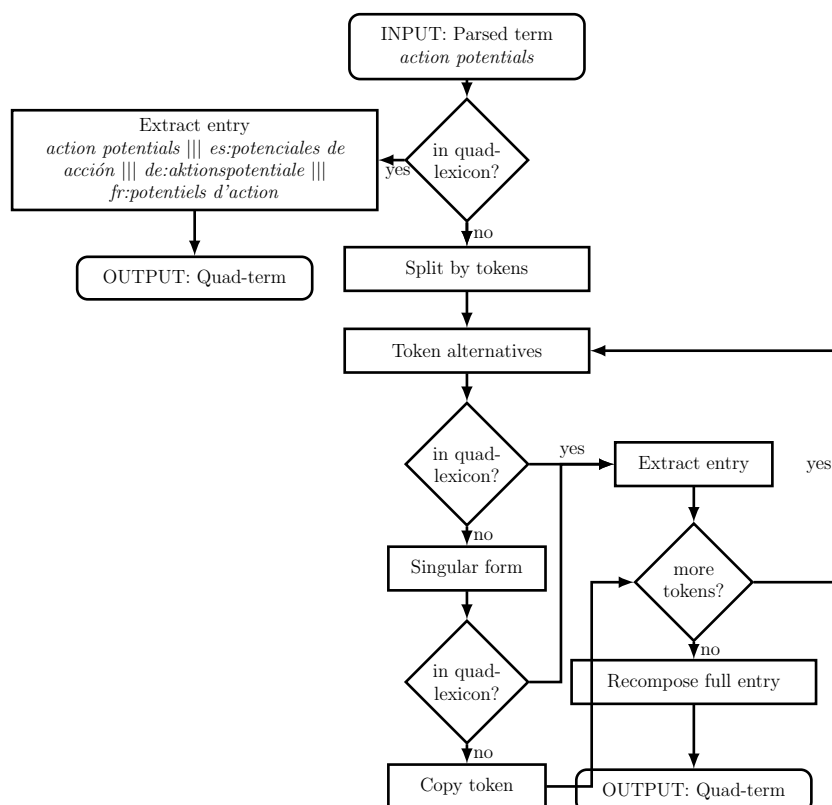 INPUT: Parsed term
action potentials
in quad-
lexicon?
yes
Extract entry
action potentials ||| es:potenciales de
acción ||| de:aktionspotentiale |||
fr:potentiels d'action
OUTPUT: Quad-term
no
Split by tokens
Token alternatives
in quad-
lexicon?
yes
Extract entry
yes
no
Singular form
more
tokens?
in quad-
lexicon?
no
Recompose full entry
no
Copy token
OUTPUT: Quad-term